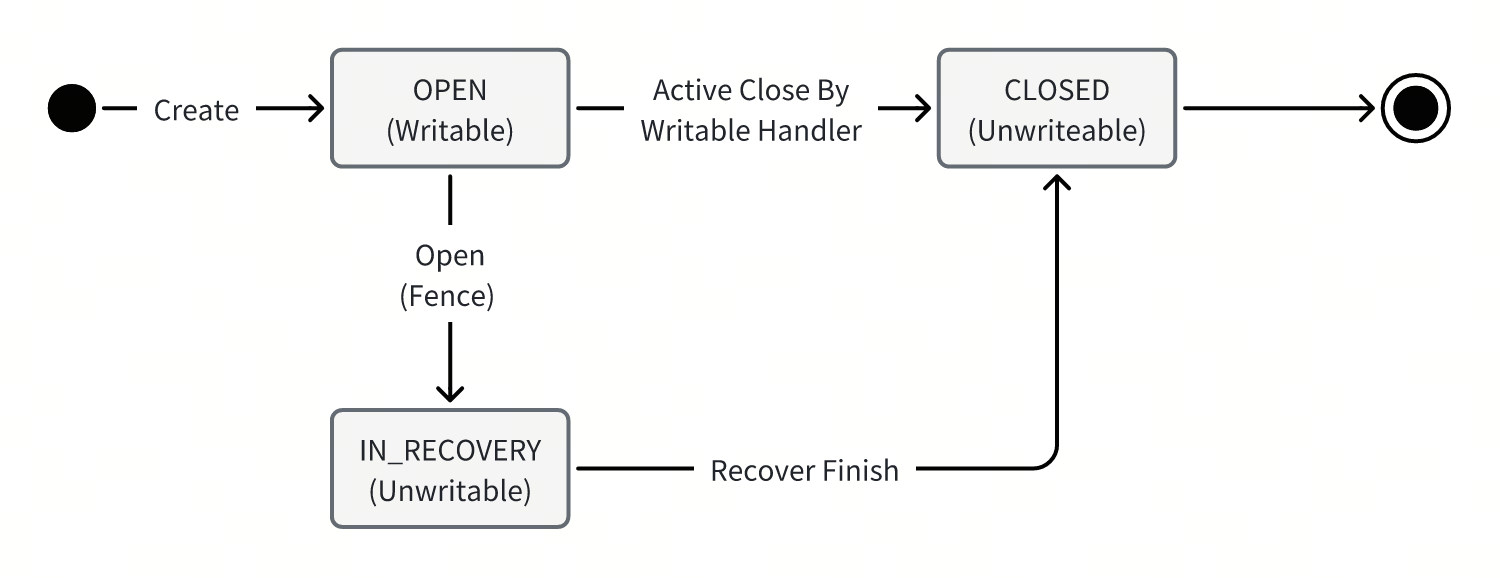 Create
OPEN
(Writable)
Active Close By
Writable Handler
CLOSED
(Unwriteable)
Open
(Fence)
IN_RECOVERY
(Unwritable)
Recover Finish